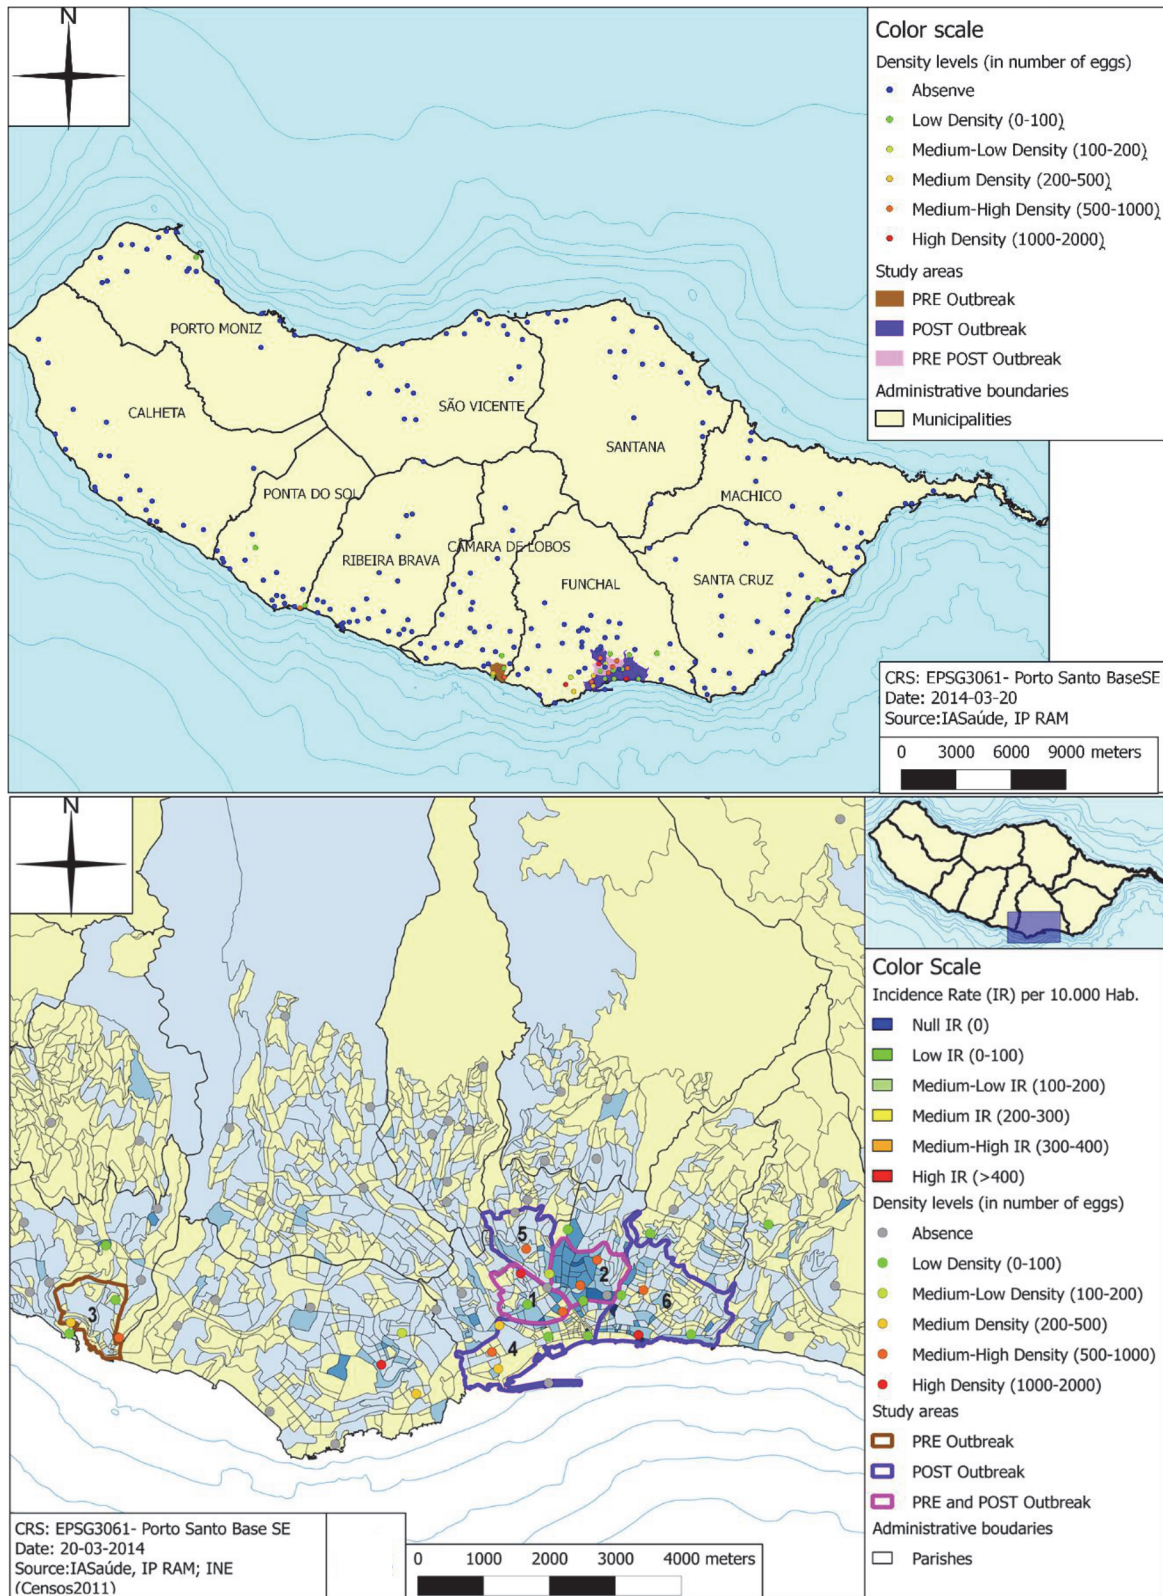 N
Color scale
Density levels (in number of eggs)
Absenve
Low Density (0-100)
Medium-Low Density (100-200)
Medium Density (200-500)
Medium-High Density (500-1000)
High Density (1000-2000)
Study areas
PRE Outbreak
POST Outbreak
PRE POST Outbreak
Administrative boundaries
Municipalities
PORTO MONIZ
CALHETA
SÃO VICENTE
SANTANA
PONTA DO SOL
MACHICO
RIBEIRA BRAVA
CÂMARA DE LOBOS
FUNCHAL
SANTA CRUZ
CRS: EPSG3061- Porto Santo BaseSE
Date: 2014-03-20
Source:IASaúde, IP RAM
0 3000 6000 9000 meters
N
Color Scale
Incidence Rate (IR) per 10.000 Hab.
Null IR (0)
Low IR (0-100)
Medium-Low IR (100-200)
Medium IR (200-300)
Medium-High IR (300-400)
High IR (>400)
Density levels (in number of eggs)
Absence
Low Density (0-100)
Medium-Low Density (100-200)
Medium Density (200-500)
Medium-High Density (500-1000)
High Density (1000-2000)
Study areas
PRE Outbreak
POST Outbreak
PRE and POST Outbreak
Administrative boudaries
Parishes
5
2
3
1
6
4
CRS: EPSG3061- Porto Santo Base SE
Date: 20-03-2014
Source:IASaúde, IP RAM; INE
(Censos2011)
0 1000 2000 3000 4000 meters